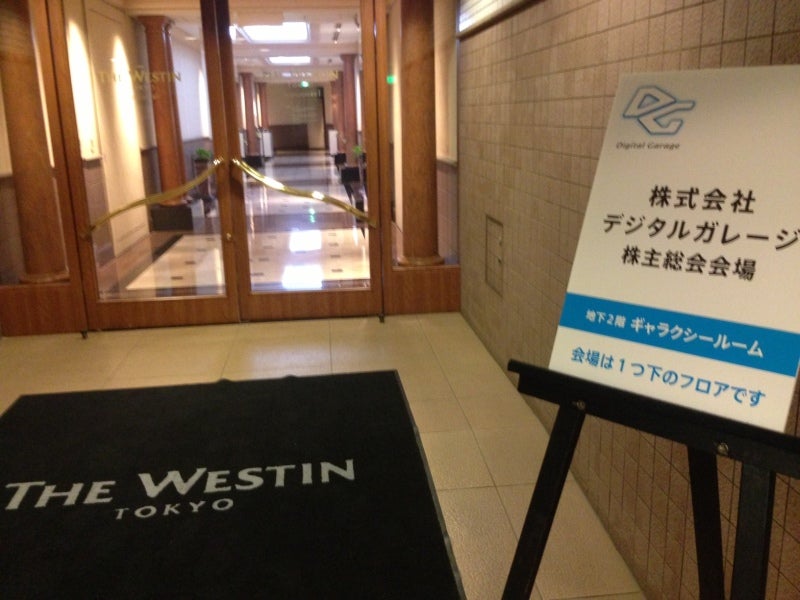 THE WESTIN
DG
Digital Garage
株式会社
デジタルガレージ
株主総会会場
地下2階 ギャラクシールーム
会場は1つ下のフロアです
THE WESTIN
TOKYO